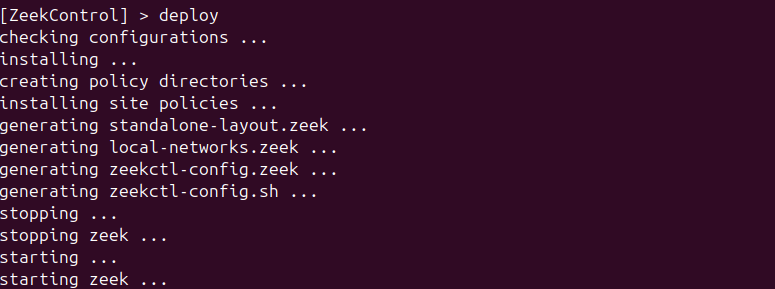 [ZeekControl] > deploy
checking configurations ...
installing ...
creating policy directories ...
installing site policies ...
generating standalone-layout.zeek ...
generating local-networks.zeek ...
generating zeekctl-config.zeek ...
generating zeekctl-config.sh ...
stopping ...
stopping zeek ...
starting ...
starting zeek ...